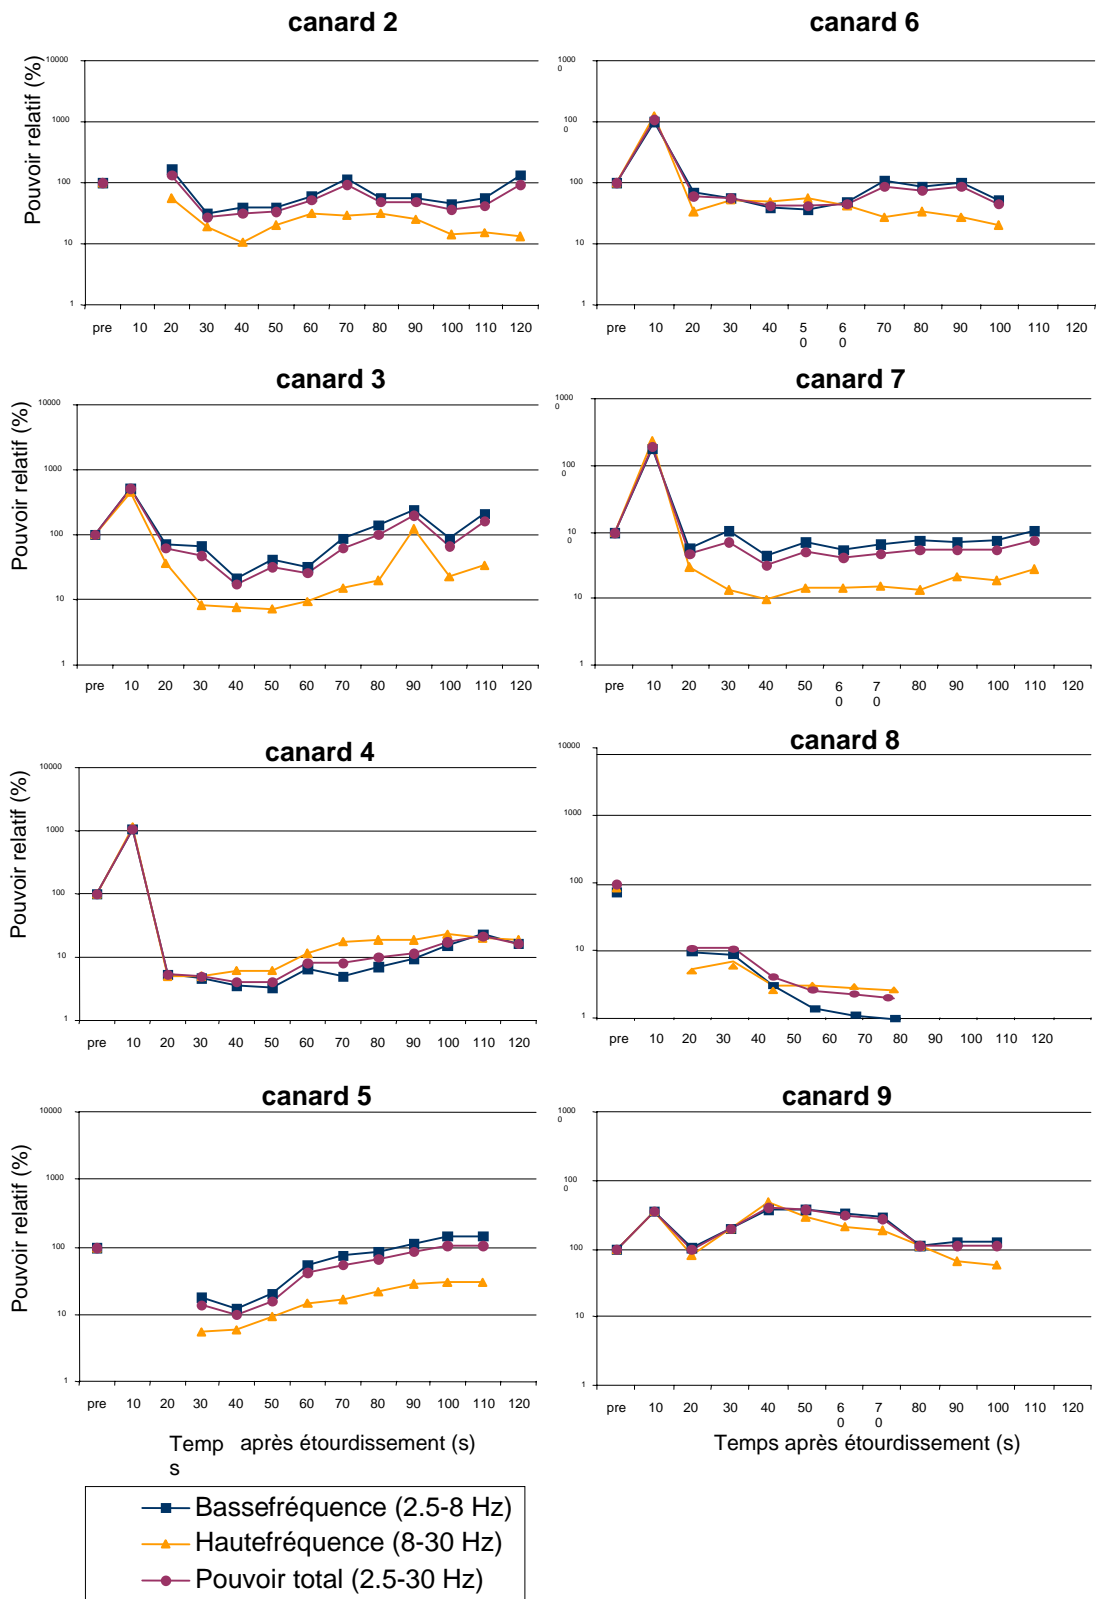 canard 2
Pouvoir relatif (%)
10000
1000
100
10
1
pre 10 20 30 40 50 60 70 80 90 100 110 120
canard 6
1000
0
100
0
100
10
1
pre 10 20 30 40 5
0 6
0 70 80 90 100 110 120
canard 3
Pouvoir relatif (%)
10000
1000
100
10
1
pre 10 20 30 40 50 60 70 80 90 100 110 120
canard 7
1000
0
100
0
10
0
10
1
pre 10 20 30 40 50 6
0 7
0 80 90 100 110 120
canard 4
Pouvoir relatif (%)
10000
1000
100
10
1
pre 10 20 30 40 50 60 70 80 90 100 110 120
canard 8
10000
1000
100
10
1
pre 10 20 30 40 50 60 70 80 90 100 110 120
canard 5
Pouvoir relatif (%)
10000
1000
100
10
1
pre 10 20 30 40 50 60 70 80 90 100 110 120
Temp
s après étourdissement (s)
canard 9
1000
0
100
0
100
10
1
pre 10 20 30 40 50 6
0 7
0 80 90 100 110 120
Temps après étourdissement (s)
Bassefréquence (2.5-8 Hz)
Hautefréquence (8-30 Hz)
Pouvoir total (2.5-30 Hz)